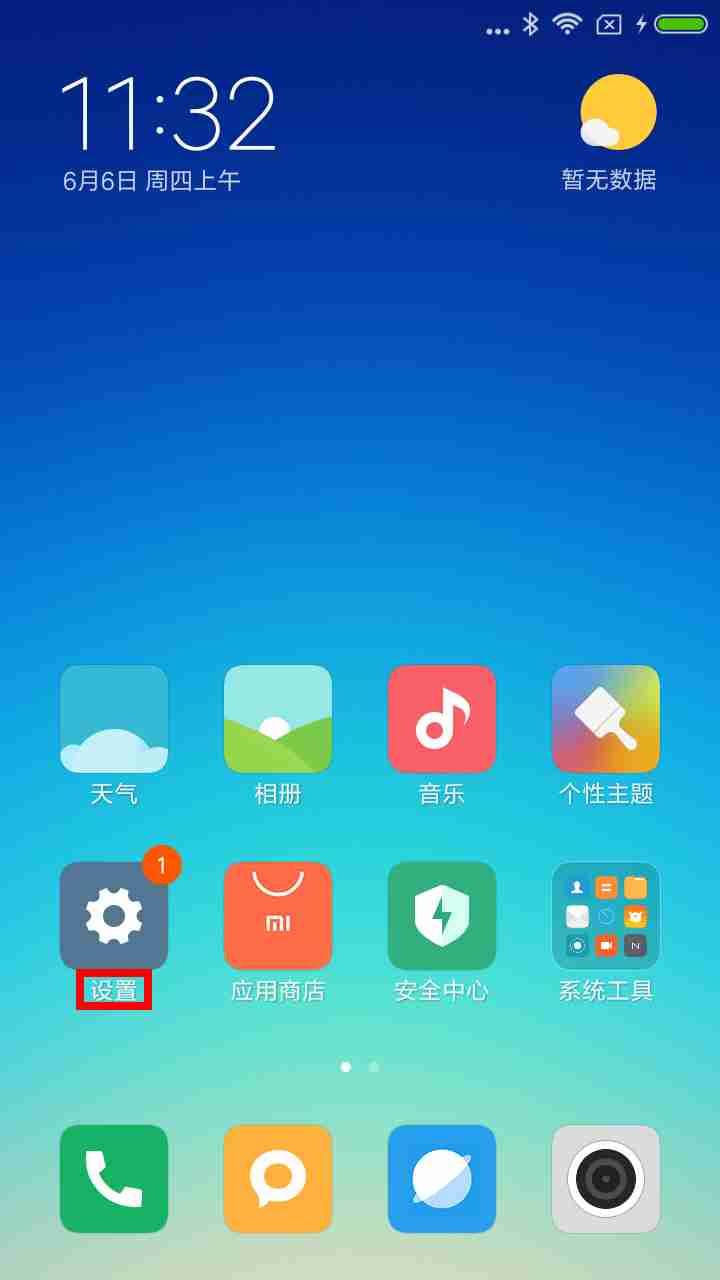 11:32
6月6日 周四上午
暂无数据
天气
相册
音乐
个性主题
1
设置
mi
应用商店
安全中心
系统工具